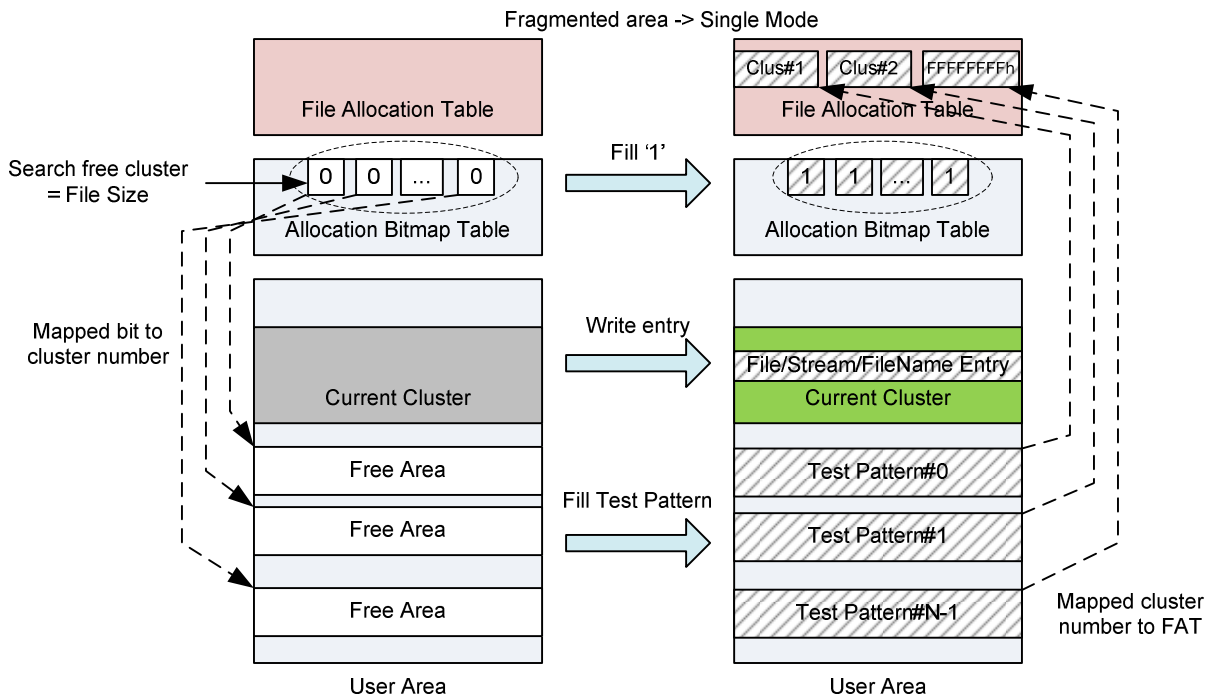 Fragmented area -> Single Mode
Clus#1
Clus#2
FFFFFFFFh
File Allocation Table
File Allocation Table
Search free cluster
= File Size
0
0
...
0
Fill ‘1’
1
1
...
1
Allocation Bitmap Table
Allocation Bitmap Table
Mapped bit to
cluster number
Write entry
File/Stream/FileName Entry
Current Cluster
Current Cluster
Free Area
Test Pattern#0
Fill Test Pattern
Free Area
Test Pattern#1
Free Area
Test Pattern#N-1
Mapped cluster
number to FAT
User Area
User Area